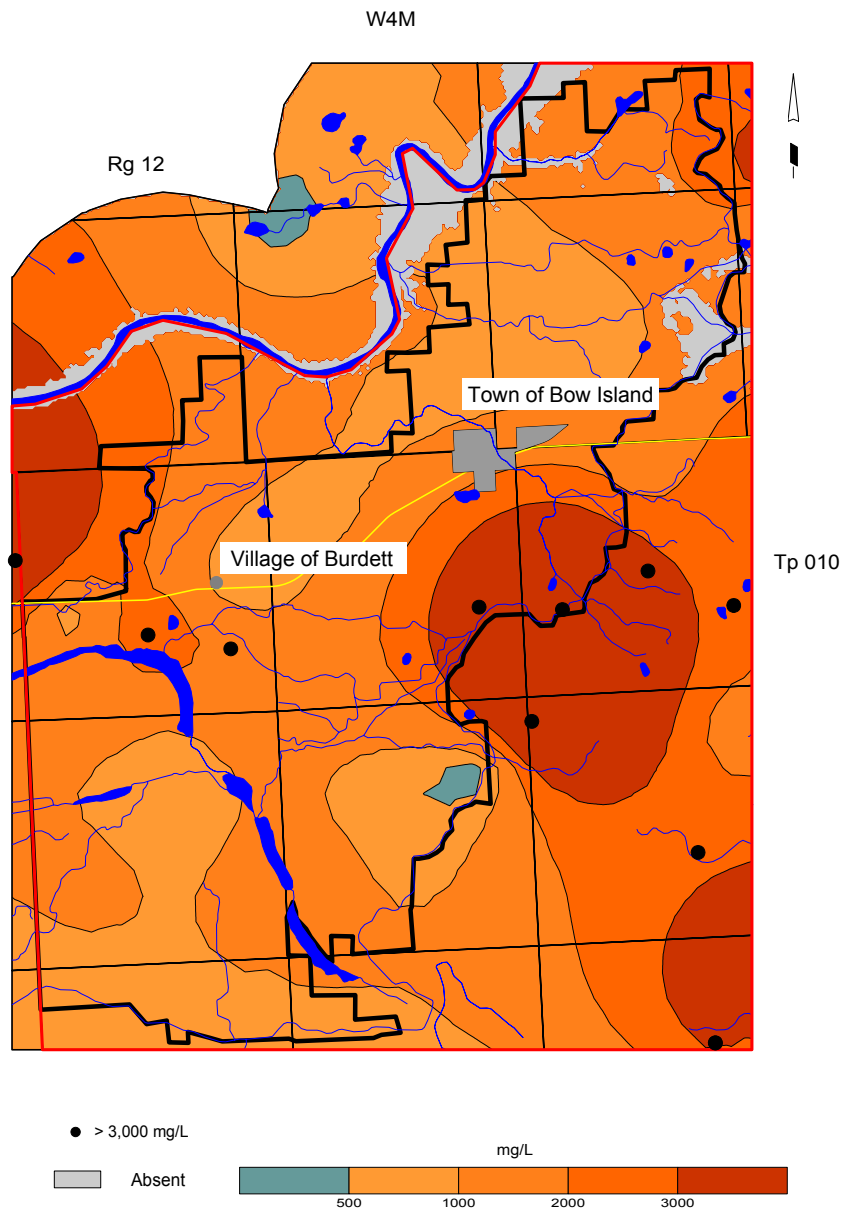 W4M
Rg 12
Town of Bow Island
Village of Burdett
Tp 010
> 3,000 mg/L
mg/L
Absent
500 1000 2000 3000